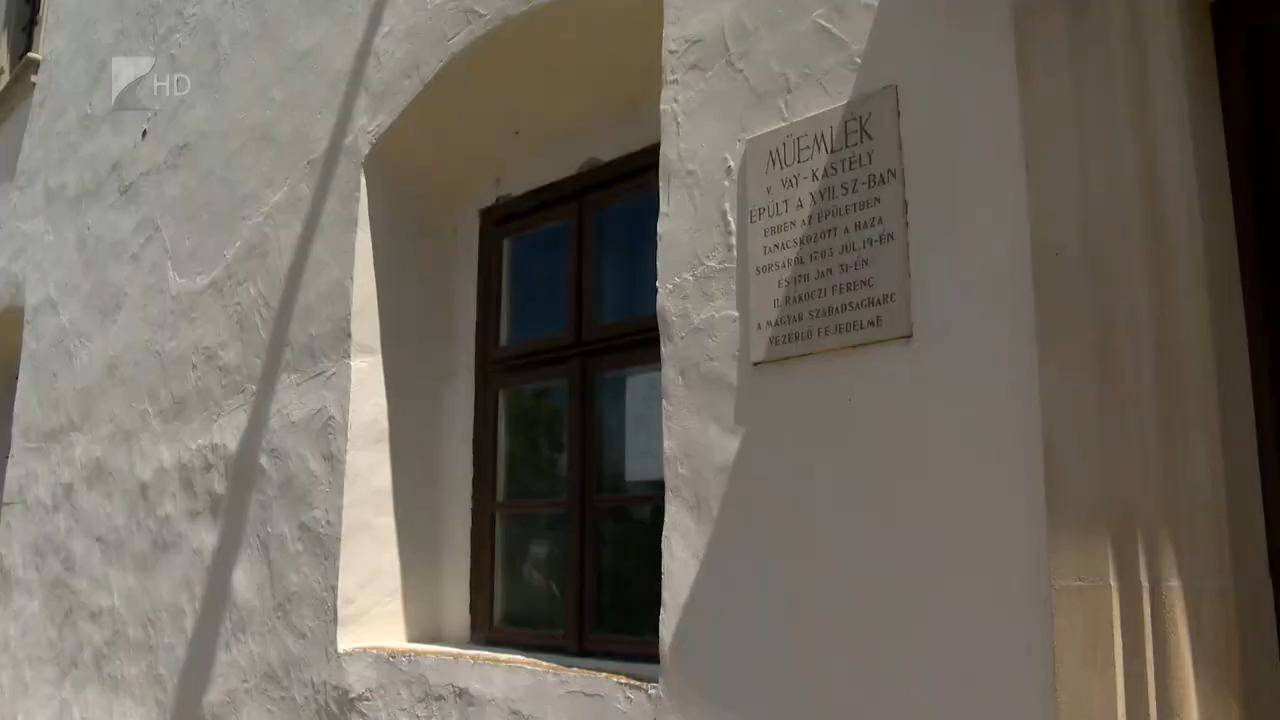 HD
MŰEMLÉK
V. VAY-KASTÉLY
ÉPÜLT A XVII. SZ-BAN
EBBEN AZ ÉPÜLETBEN
TANÁCSKOZOTT A HAZA
SORSÁRÓL 1703 JÚL. 14-ÉN
ÉS 1711 JAN. 31-ÉN
II. RÁKÓCZI FERENC
A MAGYAR SZABADSÁGHARC
VEZÉRLŐ FEJEDELME